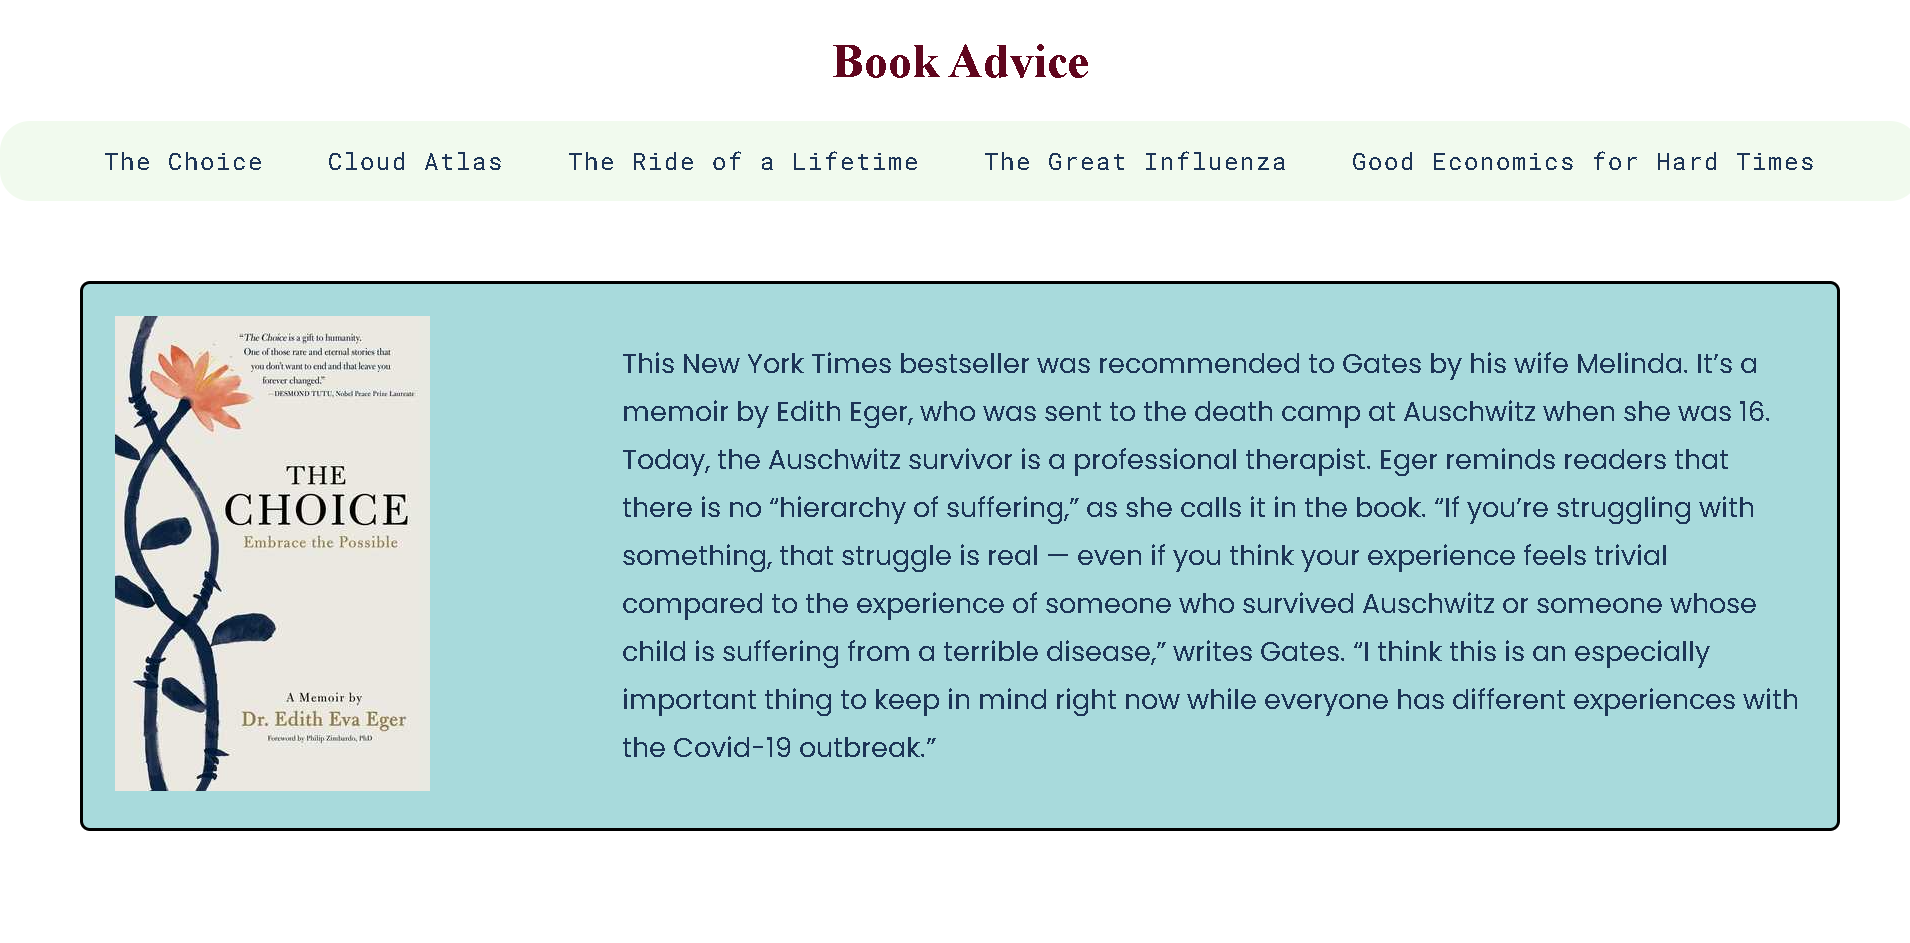 Book Advice
The Choice
Cloud Atlas
The Ride of a Lifetime
The Great Influenza
Good Economics for Hard Times
“The Choice is a gift to humanity.
One of those rare and eternal stories that
you don't want to end and that leave you
forever changed.”
—DESMOND TUTU, Nobel Peace Prize Laureate
THE
CHOICE
Embrace the Possible
A Memoir by
Dr. Edith Eva Eger
Foreword by Philip Zimbardo, PhD
This New York Times bestseller was recommended to Gates by his wife Melinda. It’s a
memoir by Edith Eger, who was sent to the death camp at Auschwitz when she was 16.
Today, the Auschwitz survivor is a professional therapist. Eger reminds readers that
there is no “hierarchy of suffering,” as she calls it in the book. “If you’re struggling with
something, that struggle is real — even if you think your experience feels trivial
compared to the experience of someone who survived Auschwitz or someone whose
child is suffering from a terrible disease,” writes Gates. “I think this is an especially
important thing to keep in mind right now while everyone has different experiences with
the Covid-19 outbreak.”